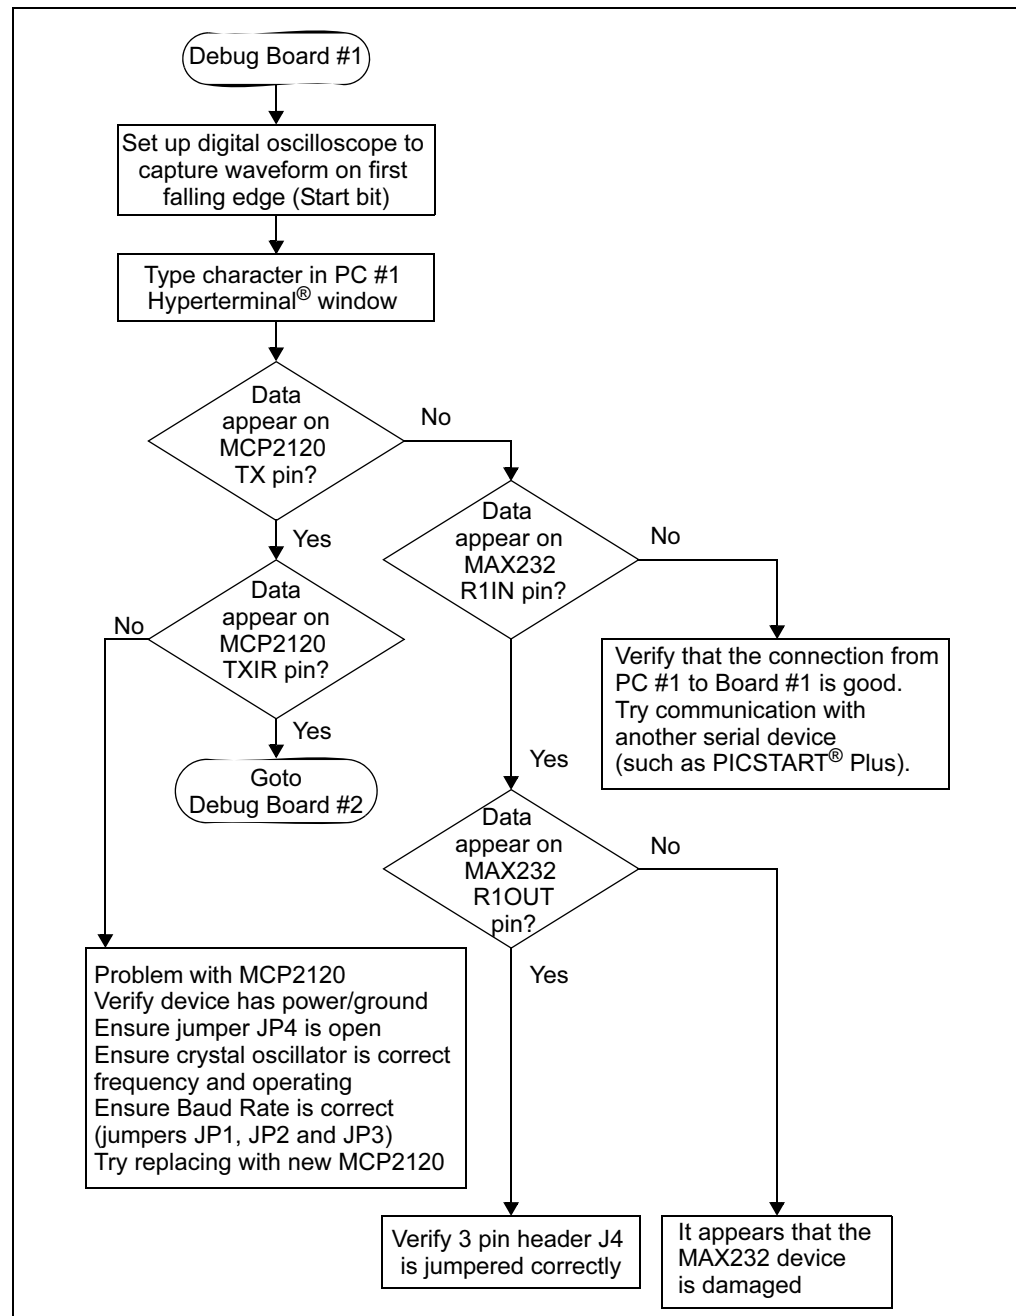 Debug Board #1
Set up digital oscilloscope to
capture waveform on first
falling edge (Start bit)
Type character in PC #1
Hyperterminal® window
Data
appear on
MCP2120
TX pin?
No
Yes
Data
appear on
MAX232
R1IN pin?
No
Yes
Data
appear on
MCP2120
TXIR pin?
No
Yes
Goto
Debug Board #2
Verify that the connection from
PC #1 to Board #1 is good.
Try communication with
another serial device
(such as PICSTART® Plus).
Data
appear on
MAX232
R1OUT
pin?
No
Yes
Problem with MCP2120
Verify device has power/ground
Ensure jumper JP4 is open
Ensure crystal oscillator is correct
frequency and operating
Ensure Baud Rate is correct
(jumpers JP1, JP2 and JP3)
Try replacing with new MCP2120
Verify 3 pin header J4
is jumpered correctly
It appears that the
MAX232 device
is damaged